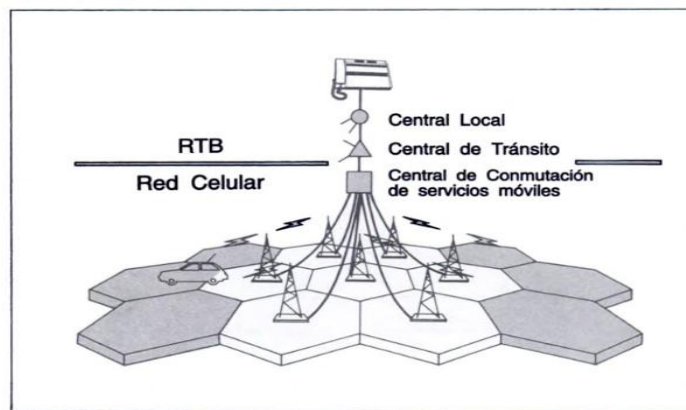 Central Local
RTB
Central de Tránsito
Red Celular
Central de Conmutación
de servicios móviles